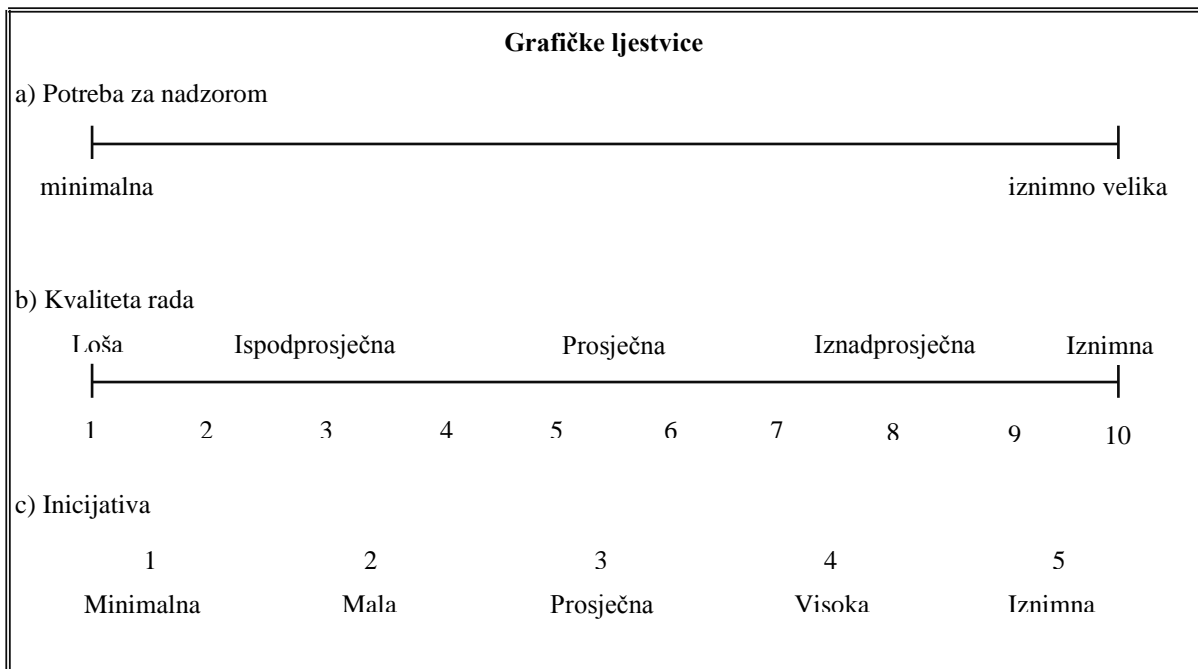 Grafičke ljestvice
a) Potreba za nadzorom
minimalna iznimno velika
b) Kvaliteta rada
Loša Ispodprosječna Prosječna Iznadprosječna Iznimna
1 2 3 4 5 6 7 8 9 10
c) Inicijativa
1 2 3 4 5
Minimalna Mala Prosječna Visoka Iznimna